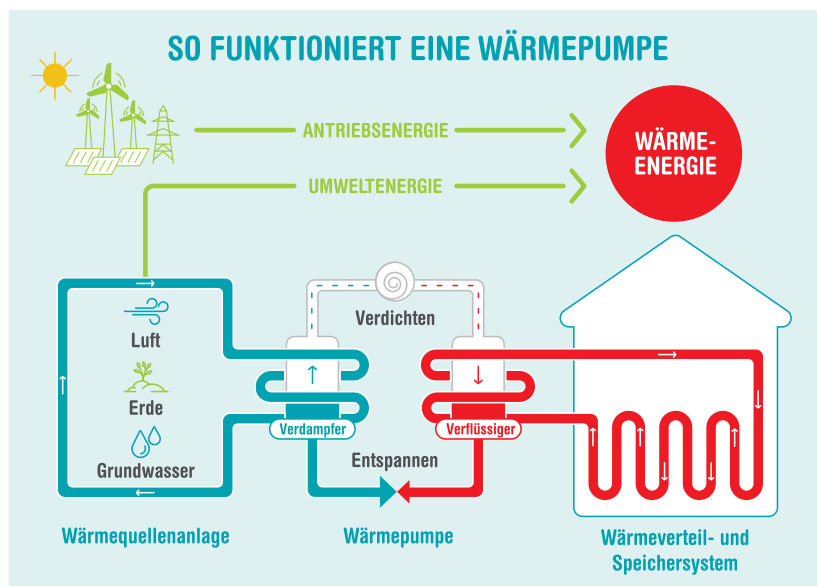 SO FUNKTIONIERT EINE WÄRMEPUMPE
ANTRIEBSENERGIE
UMWELTENERGIE
WÄRME-
ENERGIE
Luft
Erde
Grundwasser
Verdichten
Verdampfer
Verflüssiger
Entspannen
Wärmequellenanlage
Wärmepumpe
Wärmeverteil- und
Speichersystem